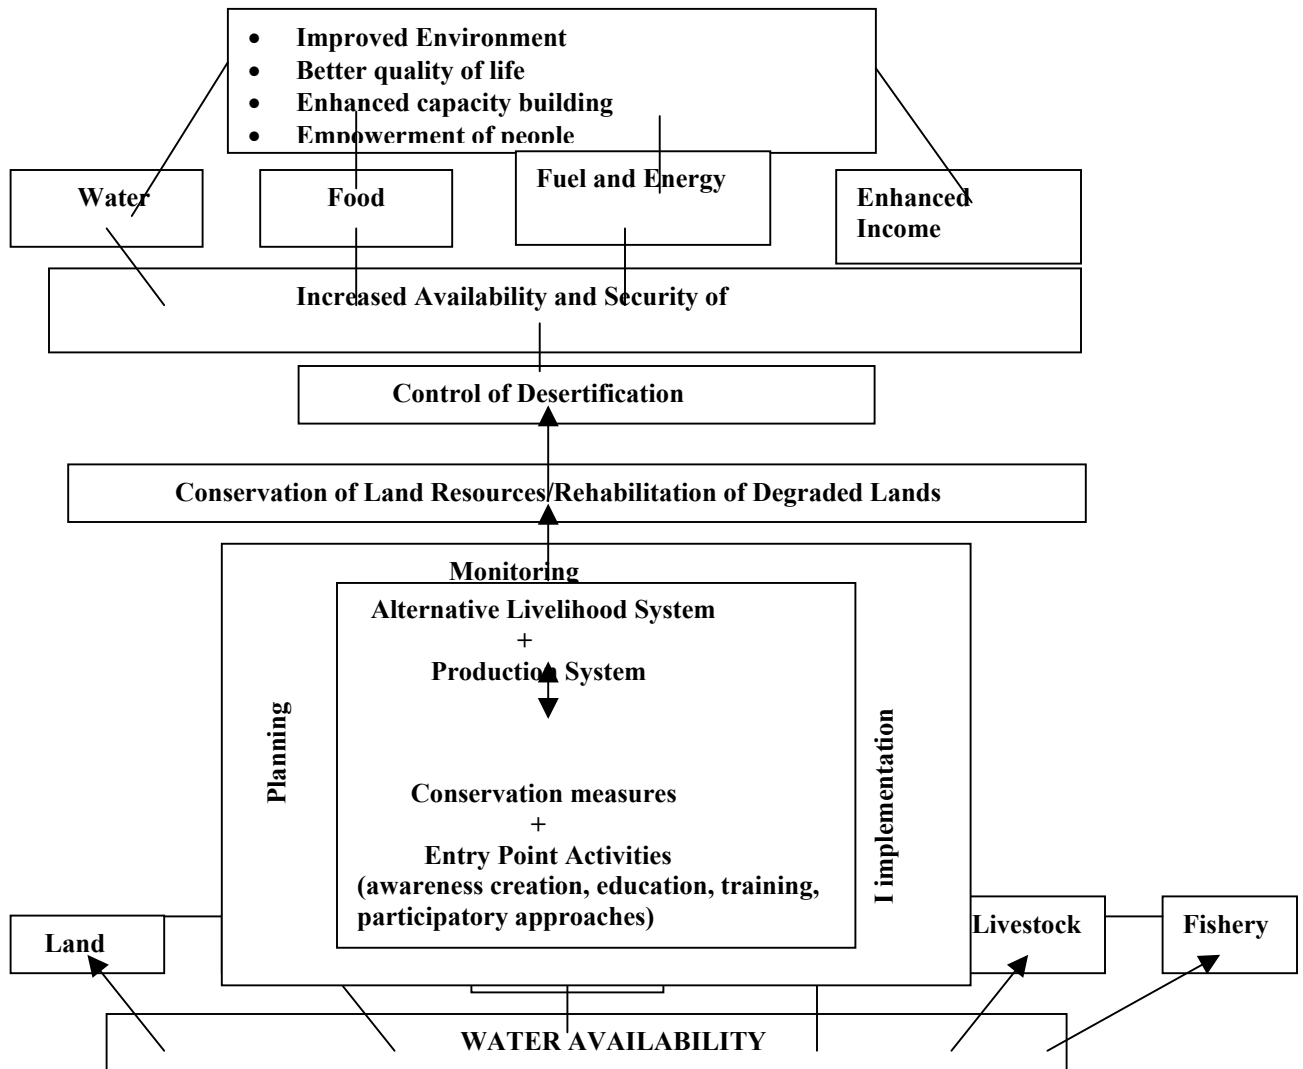 • Improved Environment
• Better quality of life
• Enhanced capacity building
• Empowerment of people
Water
Food
Fuel and Energy
Enhanced
Income
Increased Availability and Security of
Control of Desertification
Conservation of Land Resources/Rehabilitation of Degraded Lands
Monitoring
Alternative Livelihood System
+
Production System
Planning
I implementation
Conservation measures
+
Entry Point Activities
(awareness creation, education, training,
participatory approaches)
Land
Livestock
Fishery
WATER AVAILABILITY